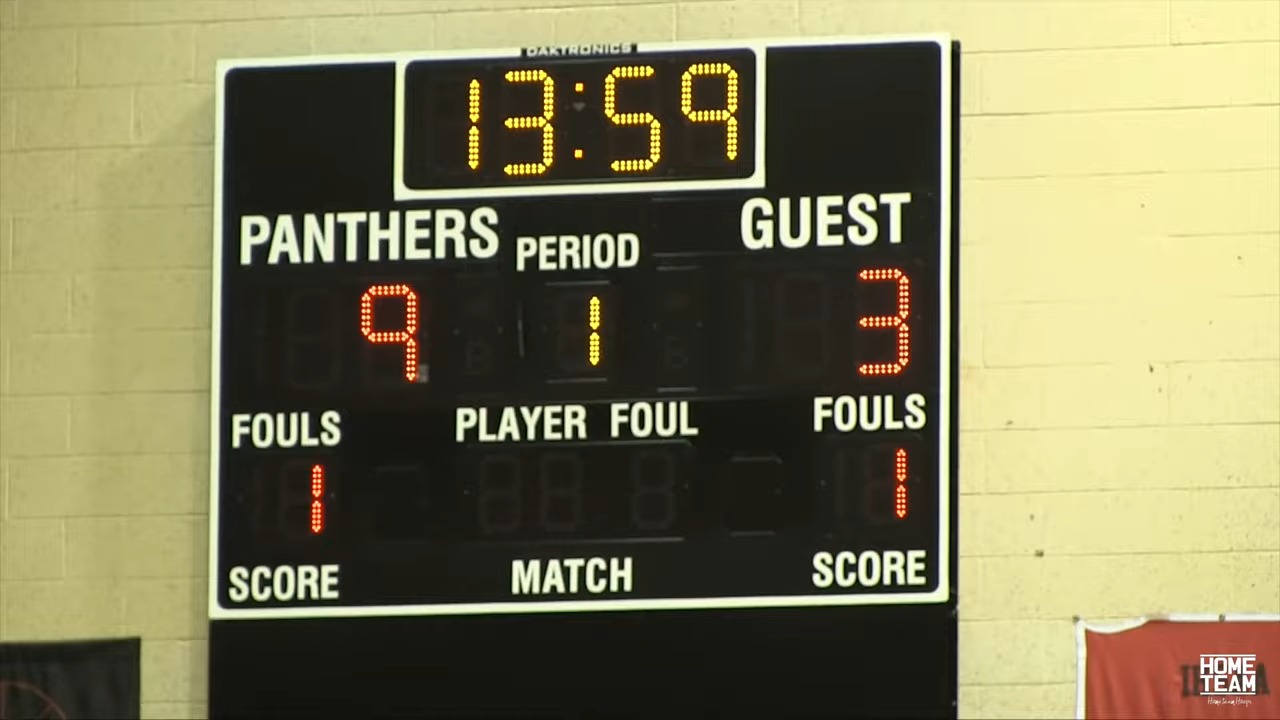 DAKTRONICS
13:59
PANTHERS PERIOD GUEST
9 1 3
FOULS PLAYER FOUL FOULS
1 1
SCORE MATCH SCORE
HOME
TEAM